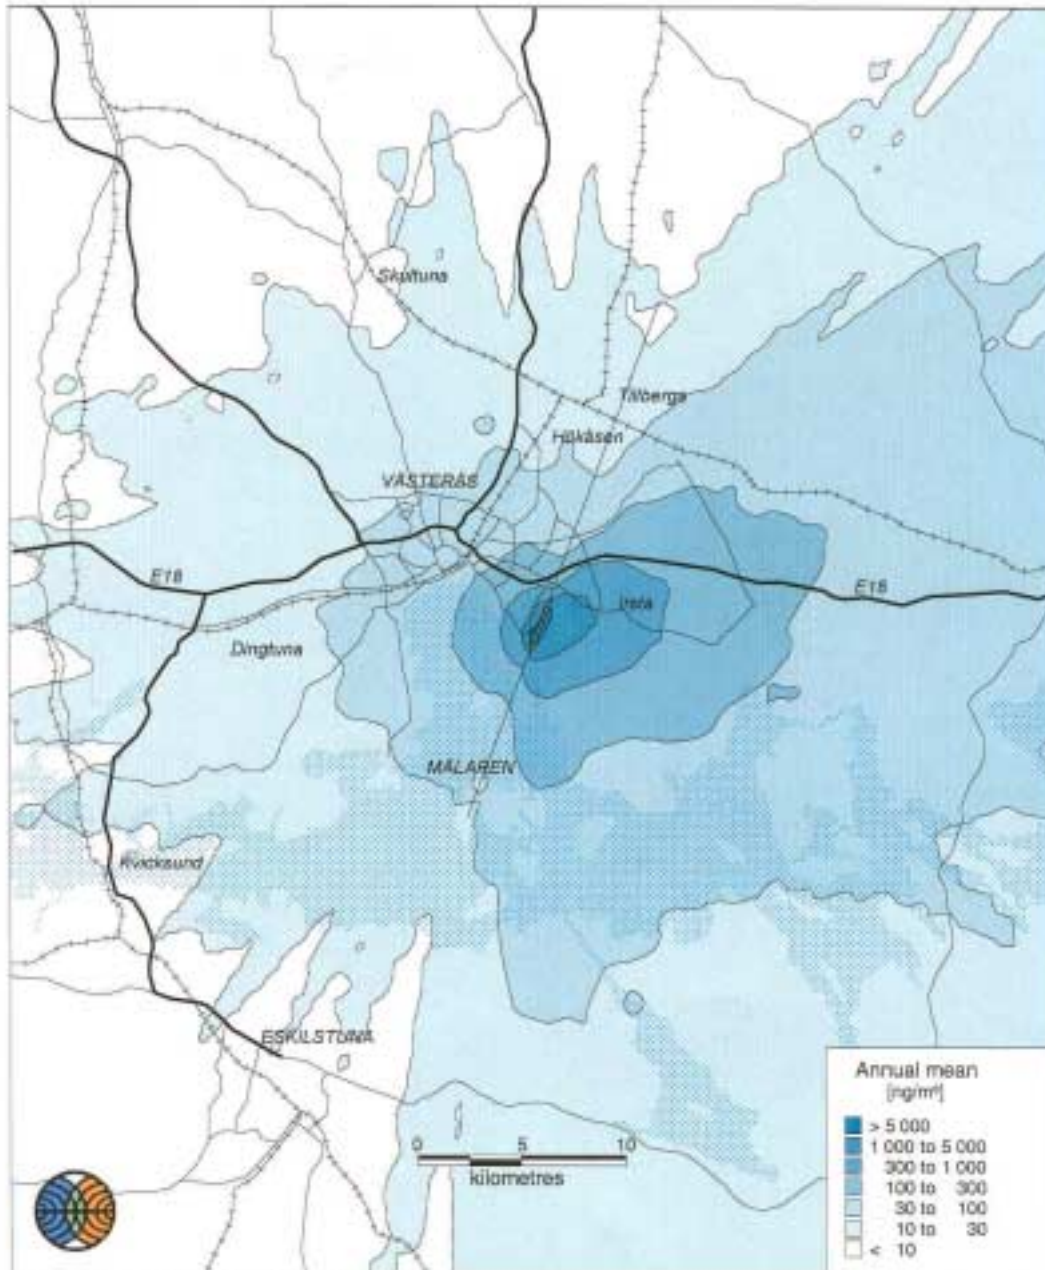 Skultuna
Tillberga
Hökåsen
VÄSTERÅS
E18
Irsta
E18
Dingtuna
MÄLAREN
Kvicksund
ESKILSTUNA
0 5 10
kilometres
Annual mean
[ng/m³]
> 5 000
1 000 to 5 000
300 to 1 000
100 to 300
30 to 100
10 to 30
< 10